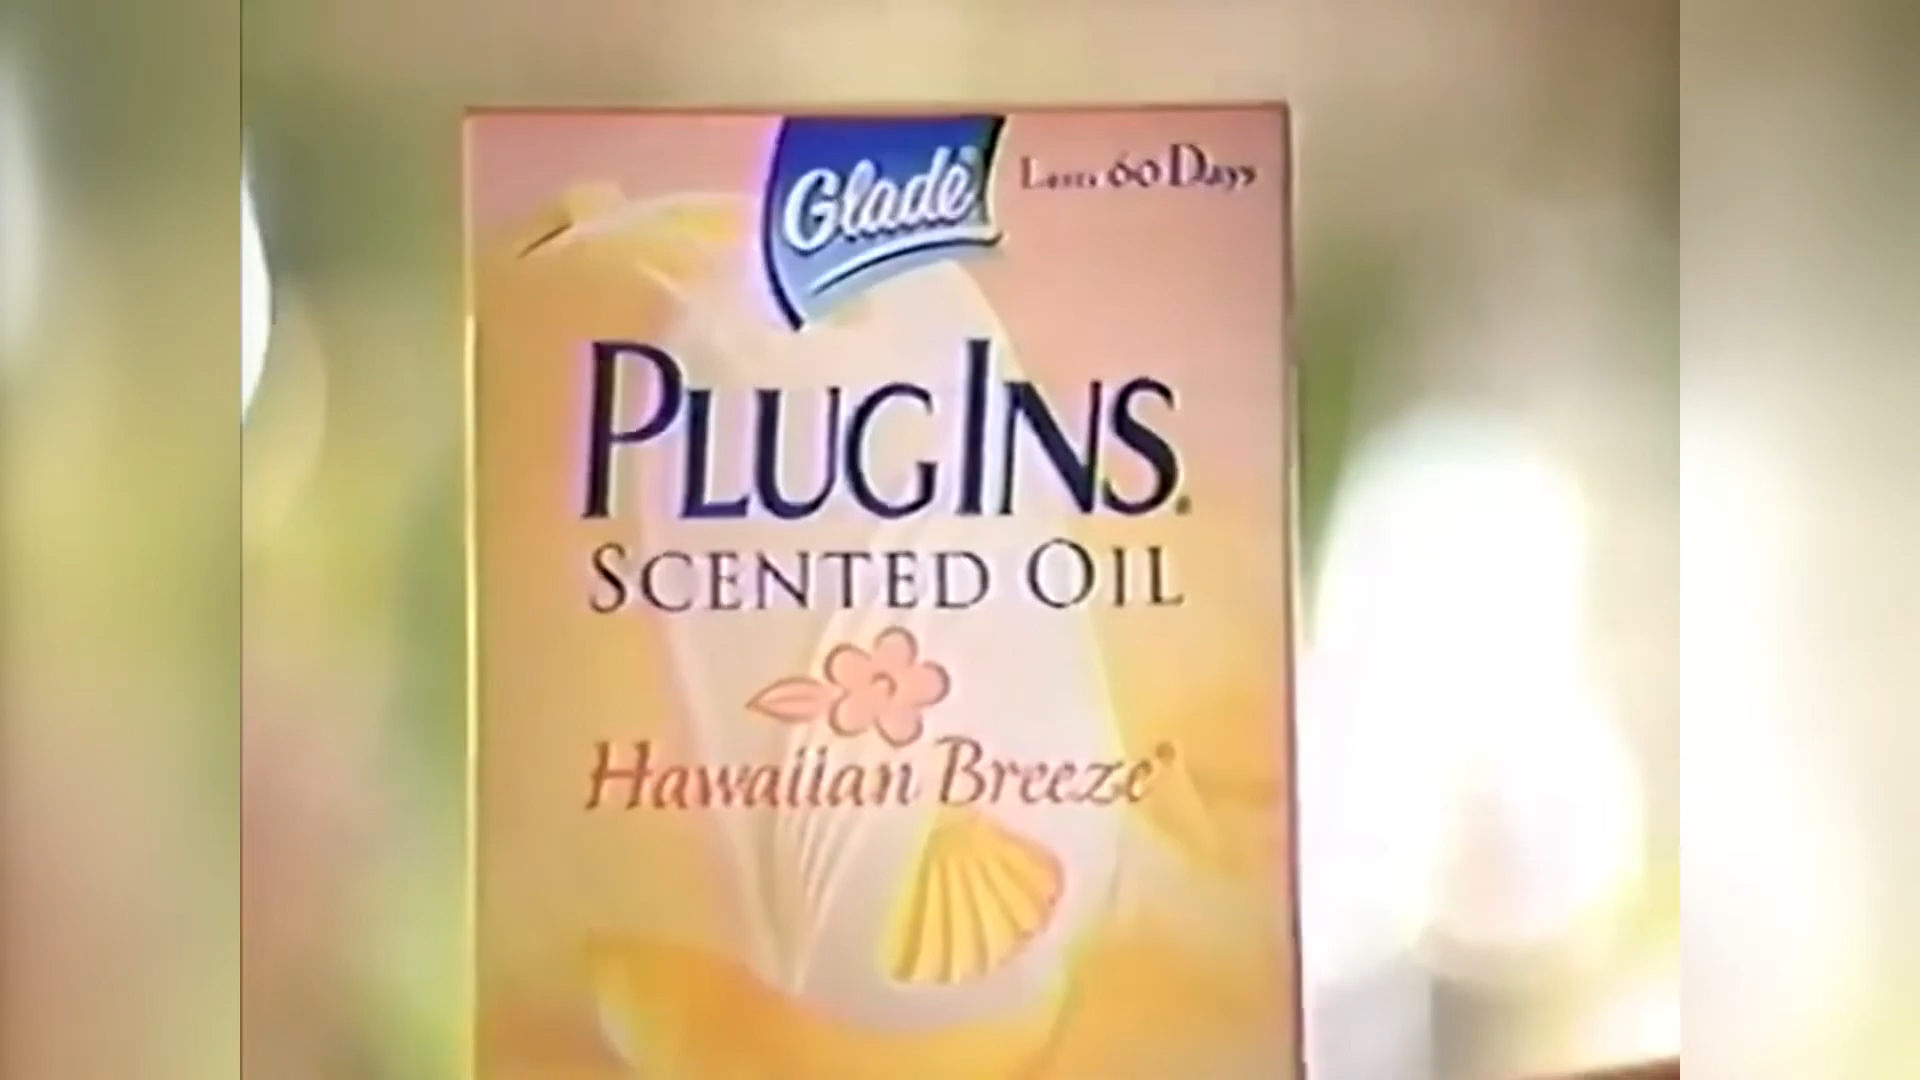 Glade
Lasts 60 Days
PLUGINS®
SCENTED OIL
Hawaiian Breeze®